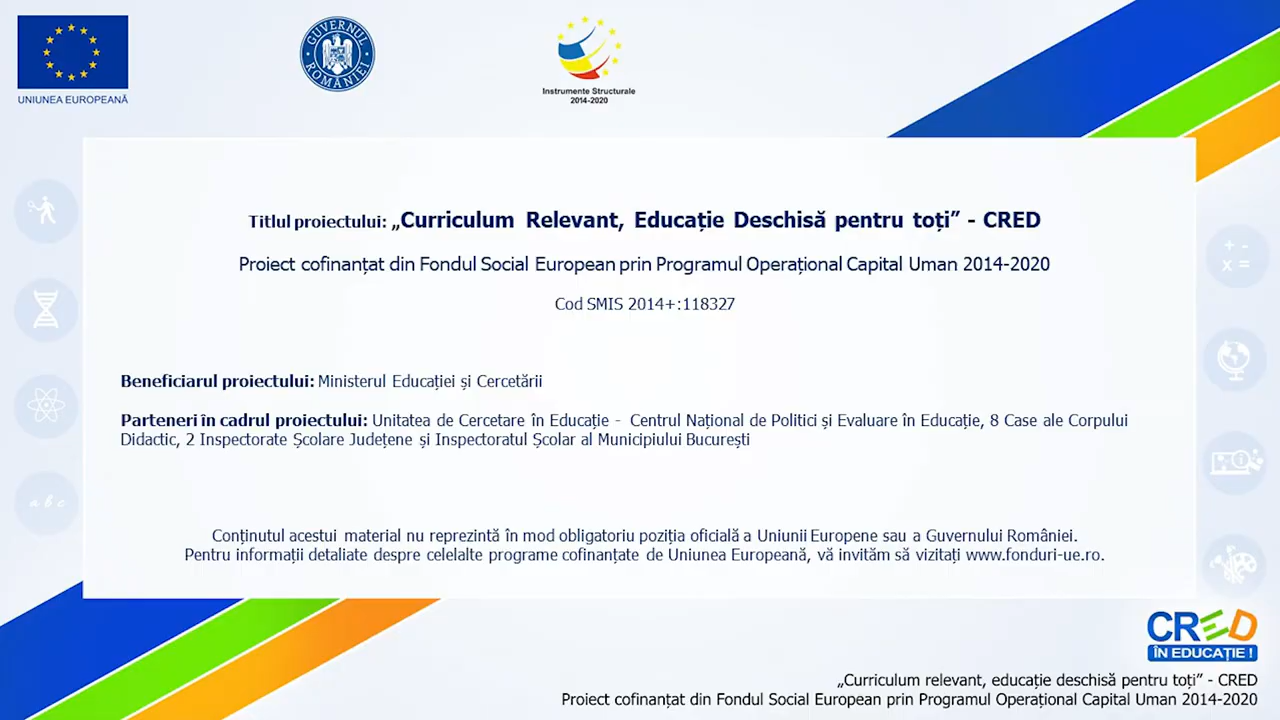 UNIUNEA EUROPEANĂ
GUVERNUL ROMÂNIEI
Instrumente Structurale
2014-2020
Titlul proiectului: „Curriculum Relevant, Educație Deschisă pentru toți” - CRED
Proiect cofinanțat din Fondul Social European prin Programul Operațional Capital Uman 2014-2020
Cod SMIS 2014+:118327
+ -
x =
Beneficiarul proiectului: Ministerul Educației și Cercetării
Parteneri în cadrul proiectului: Unitatea de Cercetare în Educație - Centrul Național de Politici și Evaluare în Educație, 8 Case ale Corpului
Didactic, 2 Inspectorate Școlare Județene și Inspectoratul Școlar al Municipiului București
a b c
Conținutul acestui material nu reprezintă în mod obligatoriu poziția oficială a Uniunii Europene sau a Guvernului României.
Pentru informații detaliate despre celelalte programe cofinanțate de Uniunea Europeană, vă invităm să vizitați www.fonduri-ue.ro.
CRED
ÎN EDUCAȚIE !
„Curriculum relevant, educație deschisă pentru toți” - CRED
Proiect cofinanțat din Fondul Social European prin Programul Operațional Capital Uman 2014-2020